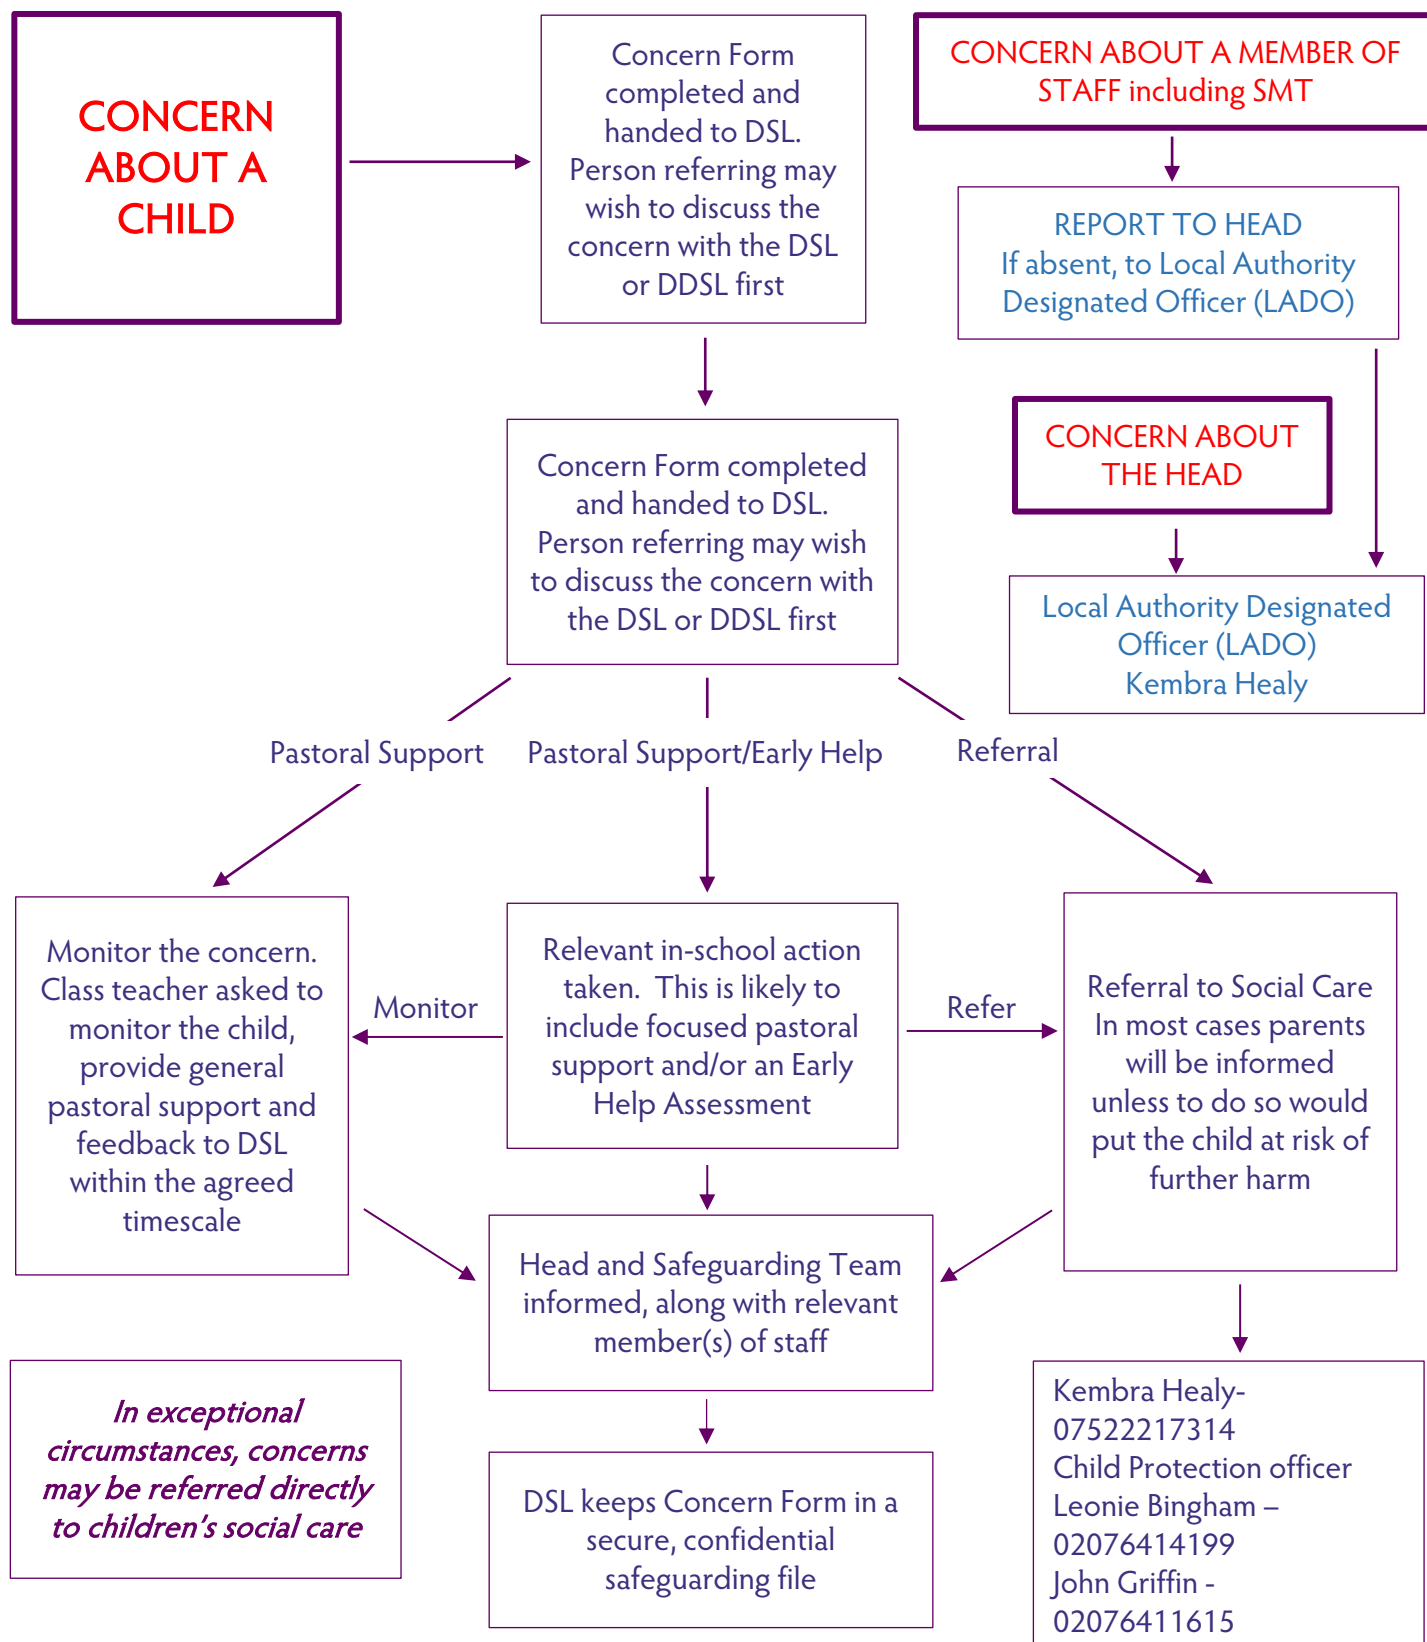 CONCERN
ABOUT A
CHILD
Concern Form
completed and
handed to DSL.
Person referring may
wish to discuss the
concern with the DSL
or DDSL first
CONCERN ABOUT A MEMBER OF
STAFF including SMT
REPORT TO HEAD
If absent, to Local Authority
Designated Officer (LADO)
CONCERN ABOUT
THE HEAD
Local Authority Designated
Officer (LADO)
Kembra Healy
Concern Form completed
and handed to DSL.
Person referring may wish
to discuss the concern with
the DSL or DDSL first
Pastoral Support
Pastoral Support/Early Help
Referral
Monitor the concern.
Class teacher asked to
monitor the child,
provide general
pastoral support and
feedback to DSL
within the agreed
timescale
Monitor
Relevant in-school action
taken. This is likely to
include focused pastoral
support and/or an Early
Help Assessment
Refer
Referral to Social Care
In most cases parents
will be informed
unless to do so would
put the child at risk of
further harm
Head and Safeguarding Team
informed, along with relevant
member(s) of staff
In exceptional
circumstances, concerns
may be referred directly
to children's social care
DSL keeps Concern Form in a
secure, confidential
safeguarding file
Kembra Healy-
07522217314
Child Protection officer
Leonie Bingham –
02076414199
John Griffin -
02076411615